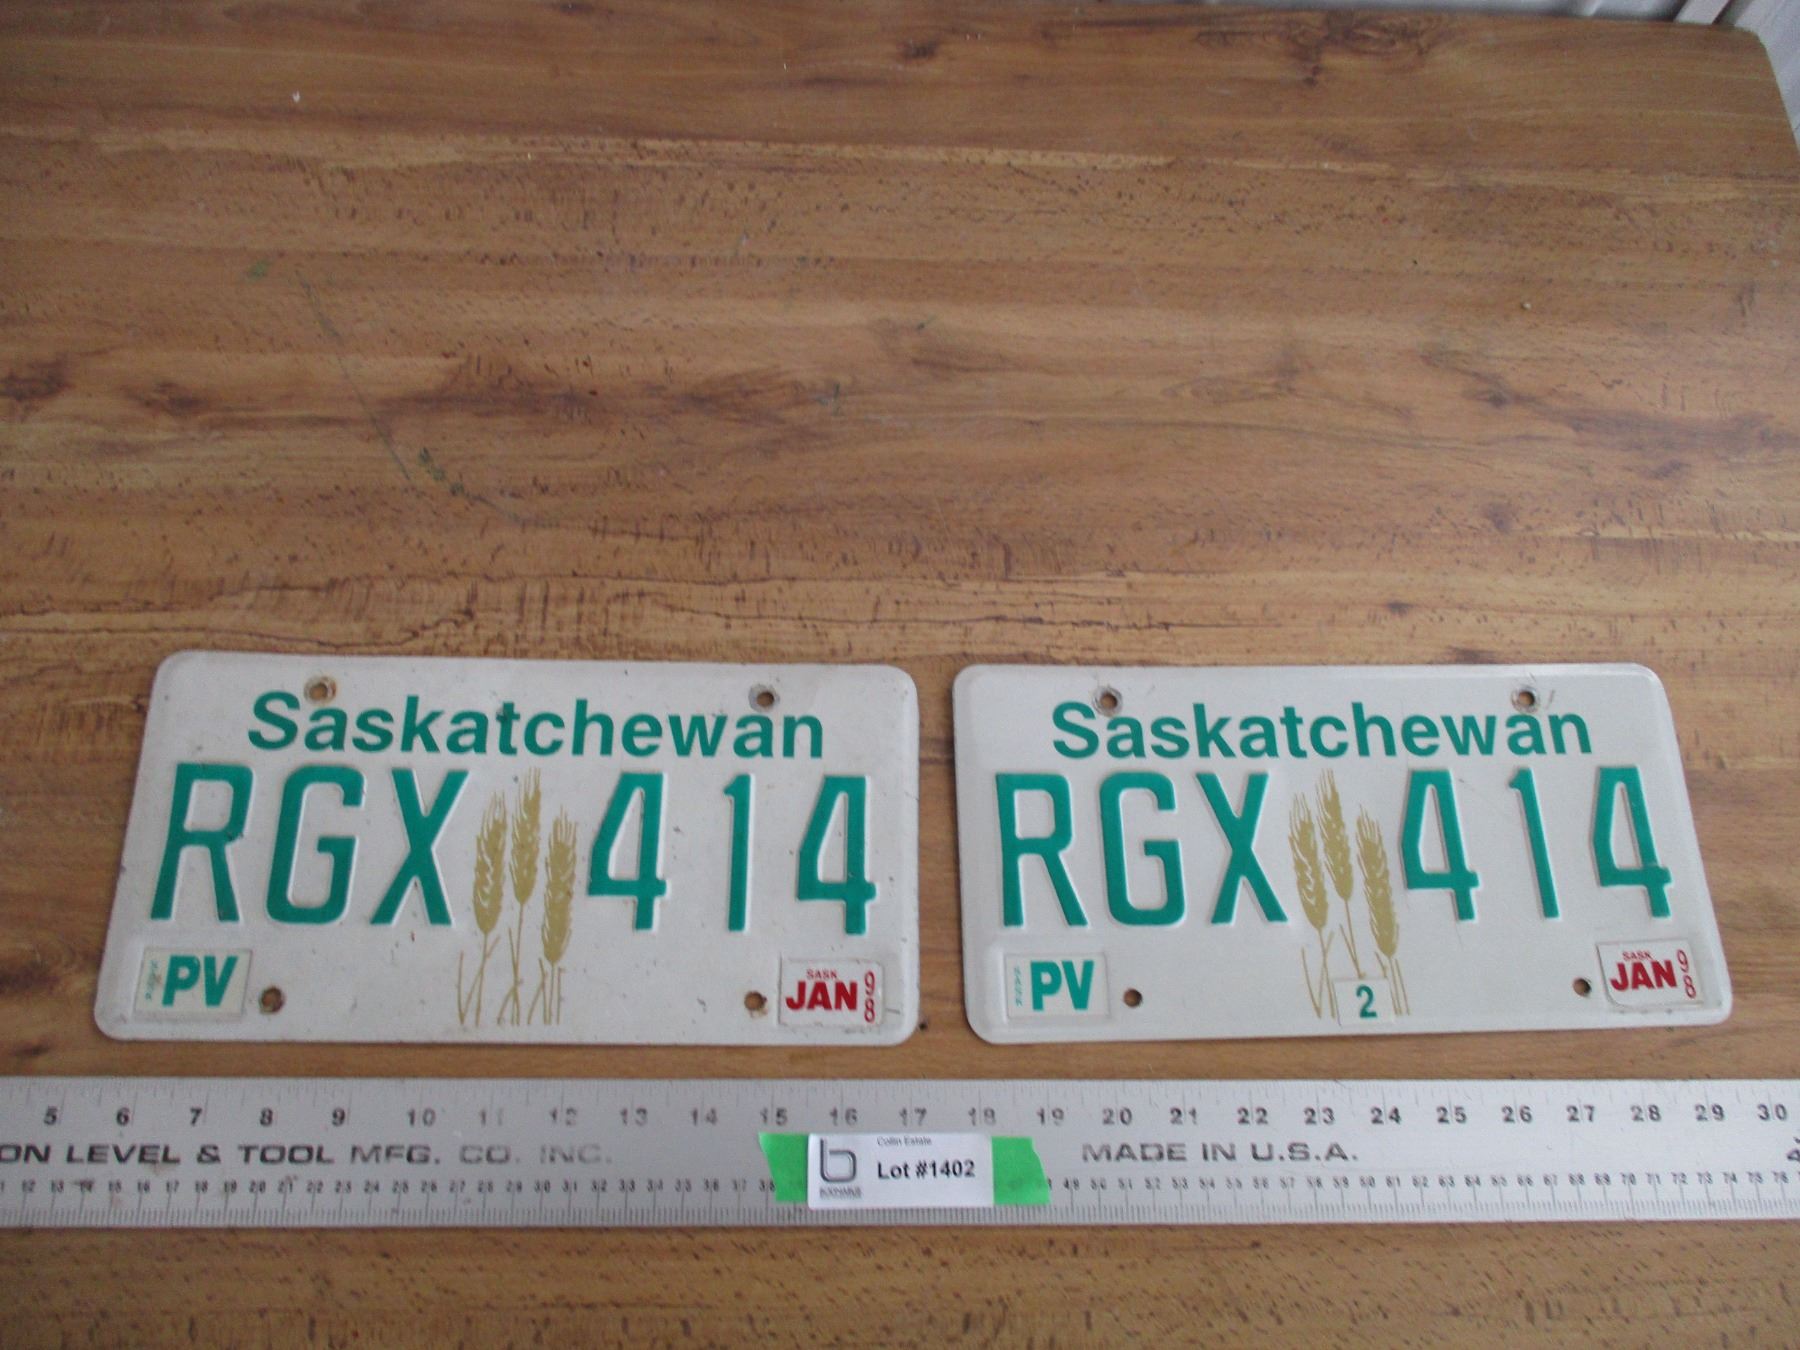 Saskatchewan
RGX 414
PV
SASK
JAN
98
Saskatchewan
RGX 414
PV
2
SASK
JAN
98
5 6 7 8 9 10 11 12 13 14 15 16 17 18 19 20 21 22 23 24 25 26 27 28 29 30
ON LEVEL & TOOL MFG. CO. INC.
MADE IN U.S.A.
Collin Estate
Lot #1402